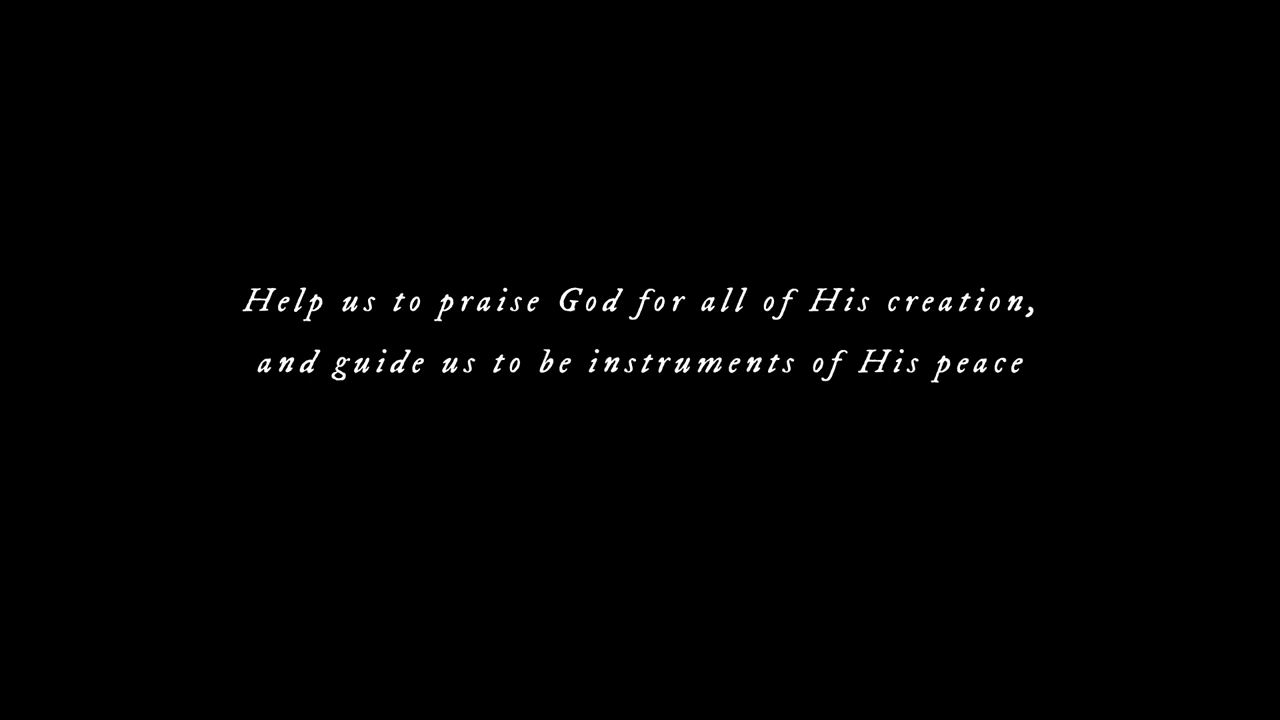 Help us to praise God for all of His creation,
and guide us to be instruments of His peace